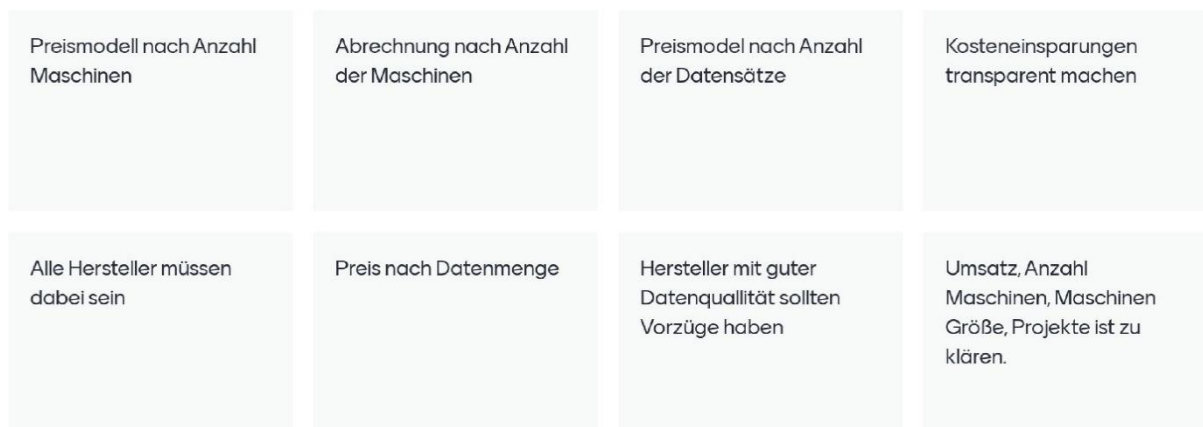 Preismodell nach Anzahl
Maschinen
Abrechnung nach Anzahl
der Maschinen
Preismodel nach Anzahl
der Datensätze
Kosteneinsparungen
transparent machen
Alle Hersteller müssen
dabei sein
Preis nach Datenmenge
Hersteller mit guter
Datenquallität sollten
Vorzüge haben
Umsatz, Anzahl
Maschinen, Maschinen
Größe, Projekte ist zu
klären.